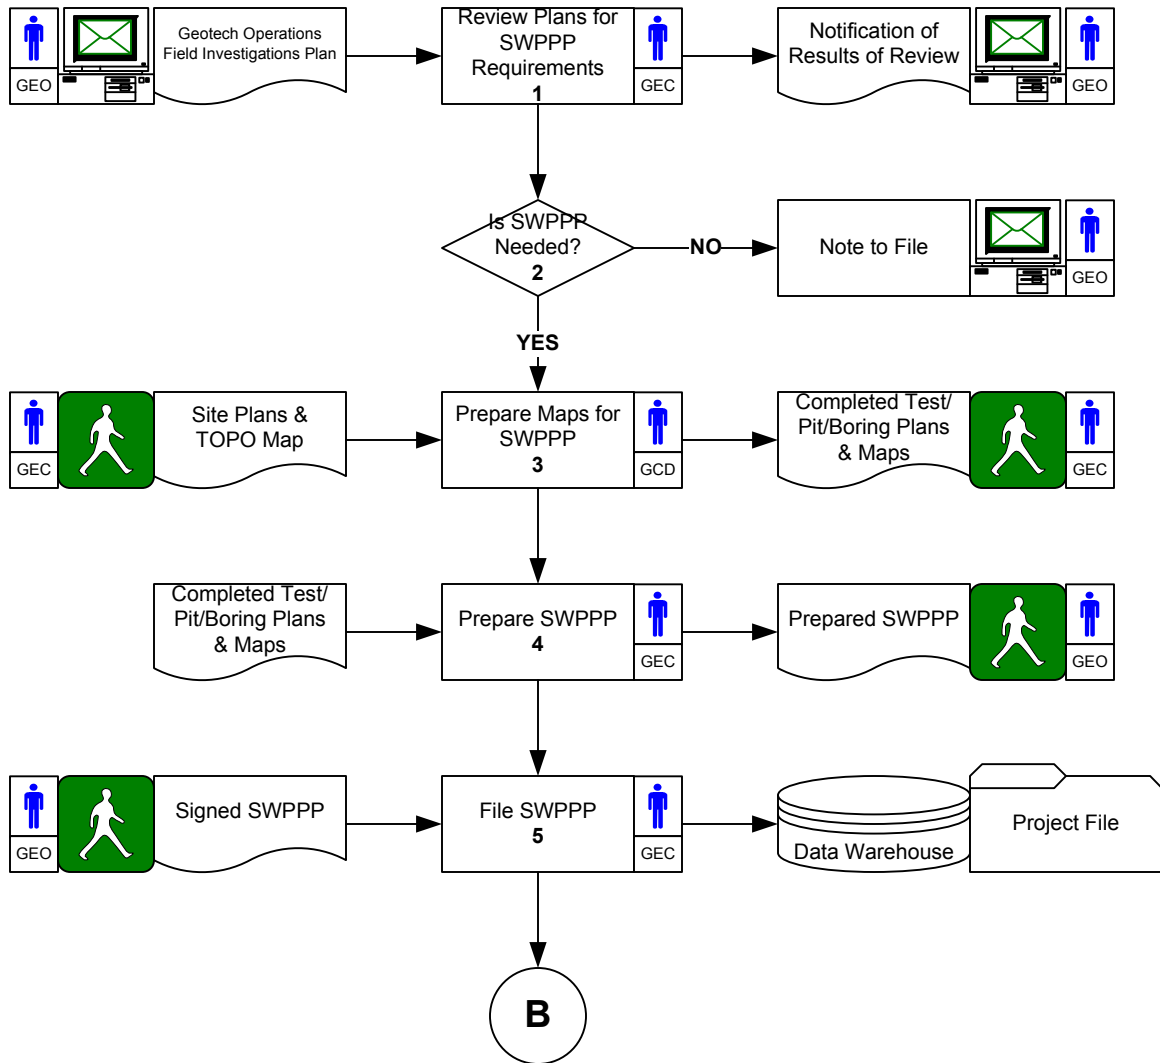 Geotech Operations
Field Investigations Plan
GEO
Review Plans for
SWPPP
Requirements
1
GEC
Notification of
Results of Review
GEO
Is SWPPP
Needed?
2
NO
Note to File
GEO
YES
GEC
Site Plans &
TOPO Map
Prepare Maps for
SWPPP
3
GCD
Completed Test/
Pit/Boring Plans
& Maps
GEC
Completed Test/
Pit/Boring Plans
& Maps
Prepare SWPPP
4
GEC
Prepared SWPPP
GEO
GEO
Signed SWPPP
File SWPPP
5
GEC
Data Warehouse
Project File
B